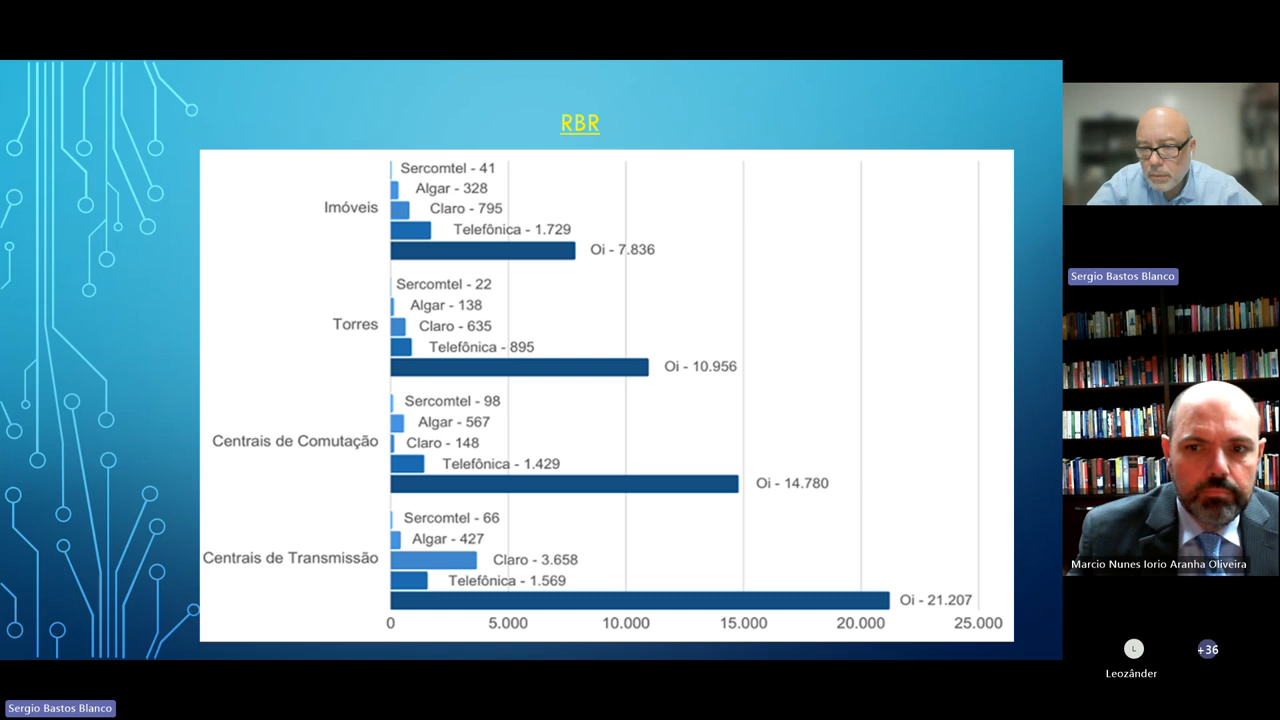 RBR
Sercomtel - 41
Algar - 328
Imóveis
Claro - 795
Telefônica - 1.729
Oi - 7.836
Sercomtel - 22
Algar - 138
Torres
Claro - 635
Telefônica - 895
Oi - 10.956
Sercomtel - 98
Algar - 567
Centrais de Comutação
Claro - 148
Telefônica - 1.429
Oi - 14.780
Sercomtel - 66
Algar - 427
Centrais de Transmissão
Claro - 3.658
Telefônica - 1.569
Oi - 21.207
0 5.000 10.000 15.000 20.000 25.000
Sergio Bastos Blanco
Marcio Nunes Iorio Aranha Oliveira
L
+36
Leozânder
Sergio Bastos Blanco